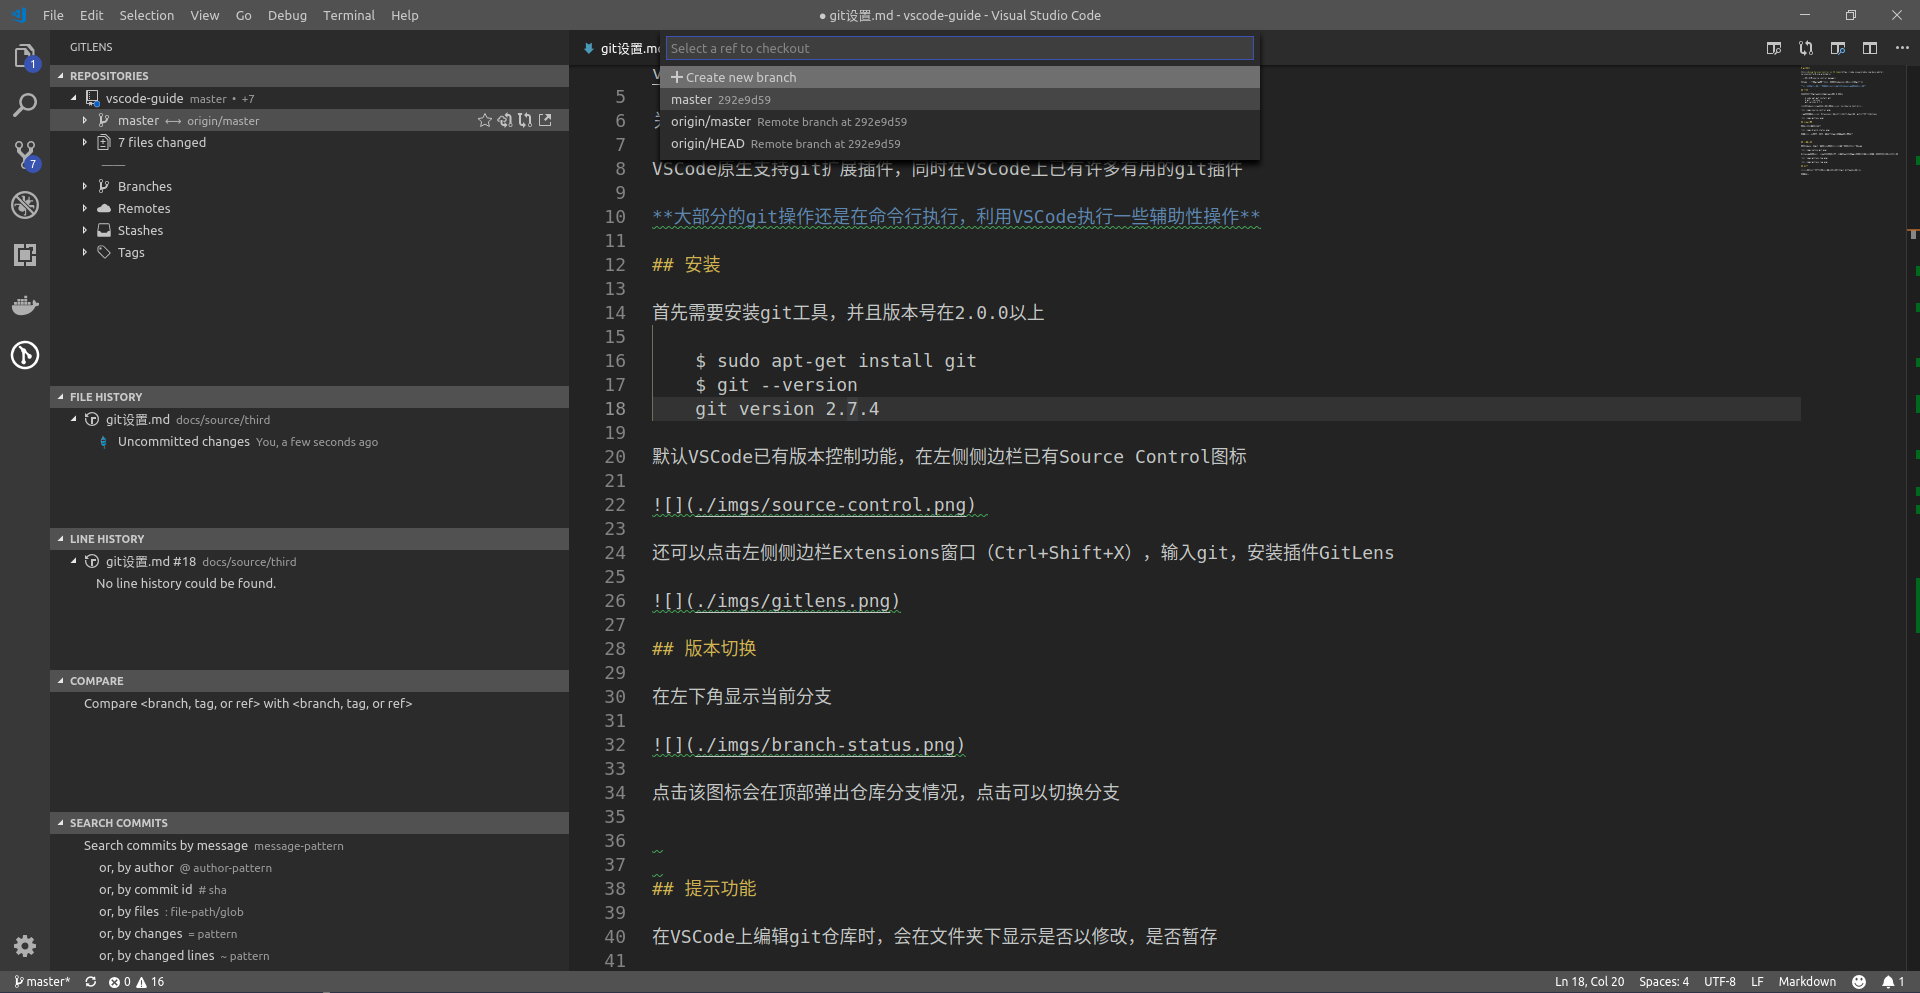 File Edit Selection View Go Debug Terminal Help
● git设置.md - vscode-guide - Visual Studio Code
1
7
GITLENS
REPOSITORIES
vscode-guide master • +7
master ⟷ origin/master
7 files changed
Branches
Remotes
Stashes
Tags
FILE HISTORY
git设置.md docs/source/third
Uncommitted changes You, a few seconds ago
LINE HISTORY
git设置.md #18 docs/source/third
No line history could be found.
COMPARE
Compare <branch, tag, or ref> with <branch, tag, or ref>
SEARCH COMMITS
Search commits by message message-pattern
or, by author @ author-pattern
or, by commit id # sha
or, by files : file-path/glob
or, by changes = pattern
or, by changed lines ~ pattern
git设置.m
Select a ref to checkout
+ Create new branch
master 292e9d59
origin/master Remote branch at 292e9d59
origin/HEAD Remote branch at 292e9d59
5
6
7
8 VSCode原生支持git扩展插件，同时在VSCode上已有许多有用的git插件
9
10 **大部分的git操作还是在命令行执行，利用VSCode执行一些辅助性操作**
11
12 ## 安装
13
14 首先需要安装git工具，并且版本号在2.0.0以上
15
16 $ sudo apt-get install git
17 $ git --version
18 git version 2.7.4
19
20 默认VSCode已有版本控制功能，在左侧侧边栏已有Source Control图标
21
22 ![](./imgs/source-control.png)
23
24 还可以点击左侧侧边栏Extensions窗口（Ctrl+Shift+X），输入git，安装插件GitLens
25
26 ![](./imgs/gitlens.png)
27
28 ## 版本切换
29
30 在左下角显示当前分支
31
32 ![](./imgs/branch-status.png)
33
34 点击该图标会在顶部弹出仓库分支情况，点击可以切换分支
35
36
37
38 ## 提示功能
39
40 在VSCode上编辑git仓库时，会在文件夹下显示是否以修改，是否暂存
41
master* 0 16 Ln 18, Col 20 Spaces: 4 UTF-8 LF Markdown 1